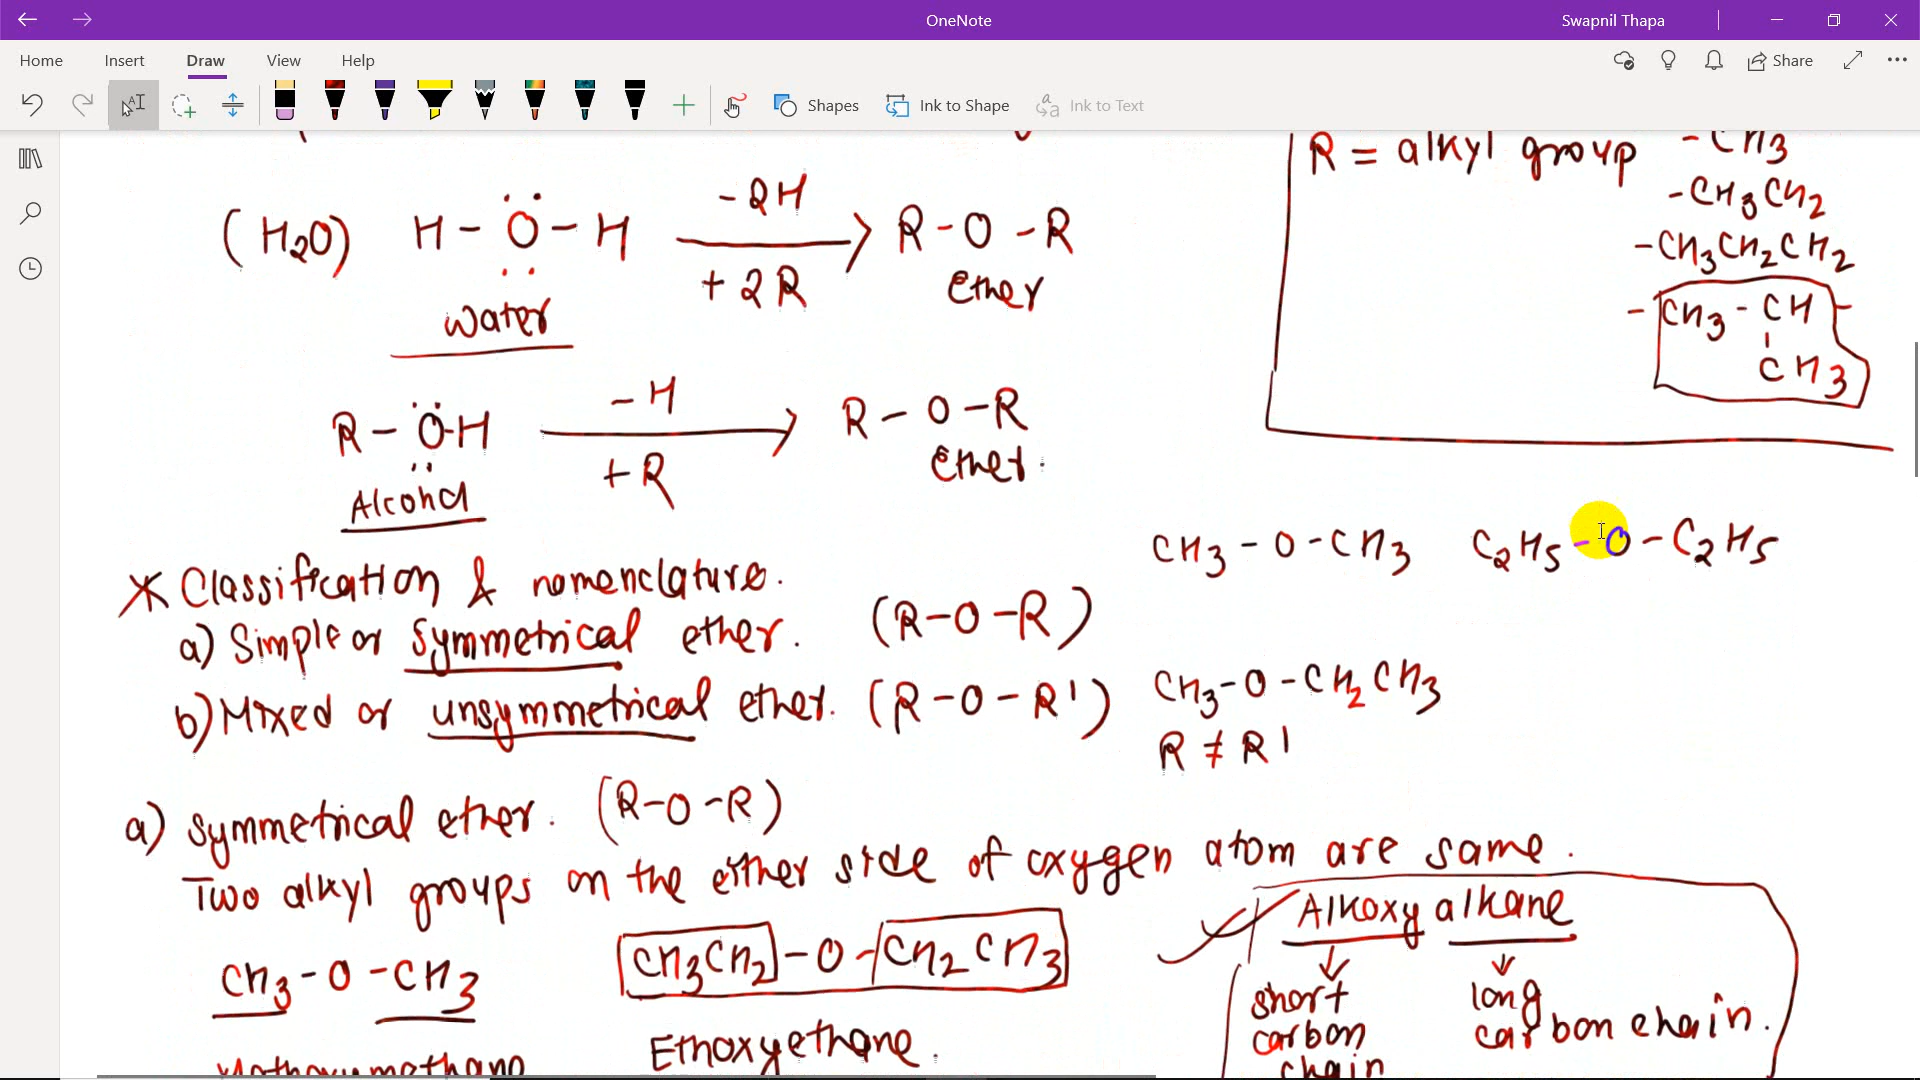 OneNote
Swapnil Thapa
Home Insert Draw View Help
Share
Shapes
Ink to Shape
Ink to Text
R = alkyl group -CH3
-CH3CH2
-CH3CH2CH2
-CH3-CH-
CH3
(H2O) H-O-H -2H R-O-R
+2R Ether
Water
R-O-H -H R-O-R
+R Ether.
Alcohol
CH3-O-CH3 C2H5-O-C2H5
* Classification & nomenclature.
a) Simple or symmetrical ether. (R-O-R)
b) Mixed or unsymmetrical ether. (R-O-R')
CH3-O-CH2CH3
R ≠ R'
a) Symmetrical ether. (R-O-R)
Two alkyl groups on the either side of oxygen atom are same.
Alkoxy alkane
short
carbon
chain
long
carbon chain.
CH3-O-CH3
CH3CH2-O-CH2CH3
Methoxymethane
Ethoxyethane.